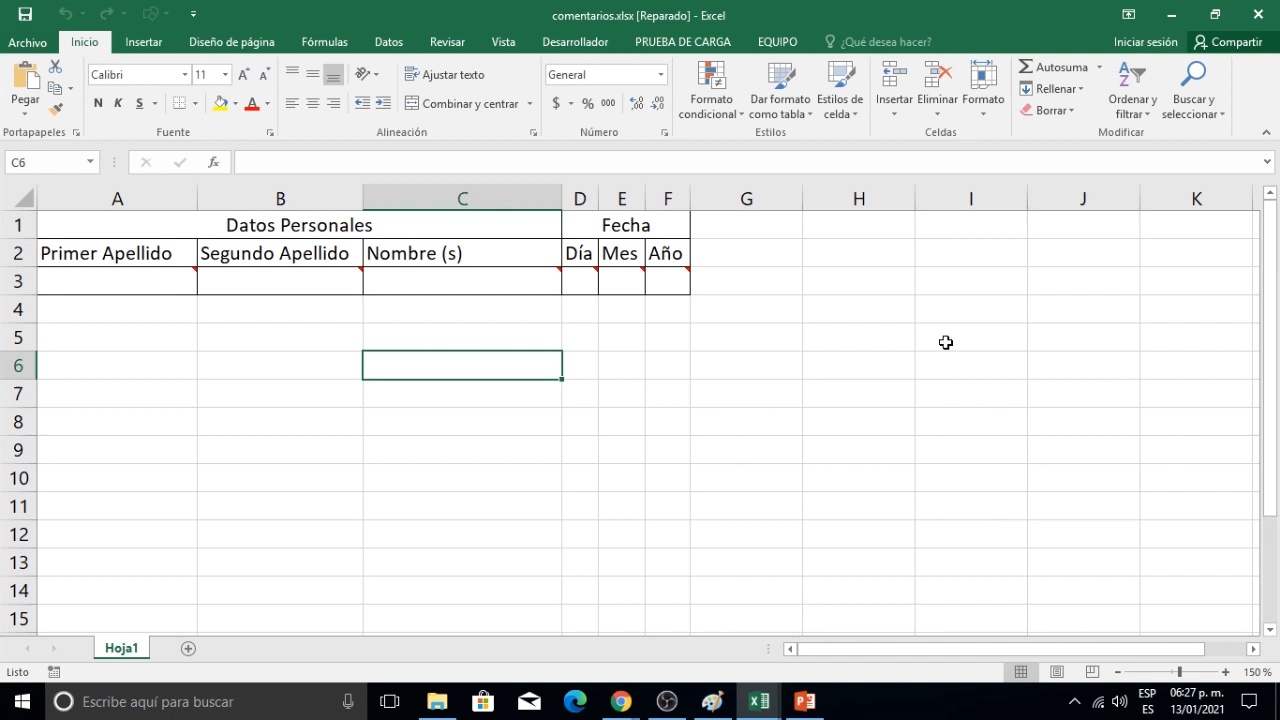 comentarios.xlsx [Reparado] - Excel
Archivo Inicio Insertar Diseño de página Fórmulas Datos Revisar Vista Desarrollador PRUEBA DE CARGA EQUIPO ¿Qué desea hacer? Iniciar sesión Compartir
Pegar
Portapapeles
Calibri 11
N K S A
Fuente
Ajustar texto
Combinar y centrar
Alineación
General
$ % 000
Número
Formato condicional
Dar formato como tabla
Estilos de celda
Estilos
Insertar Eliminar Formato
Celdas
Autosuma
Rellenar
Borrar
Ordenar y filtrar
Buscar y seleccionar
Modificar
C6 fx
A B C D E F G H I J K
1 Datos Personales Fecha
2 Primer Apellido Segundo Apellido Nombre (s) Día Mes Año
3
4
5
6
7
8
9
10
11
12
13
14
15
Hoja1
Listo 150 %
Escribe aquí para buscar
ESP 06:27 p. m.
ES 13/01/2021